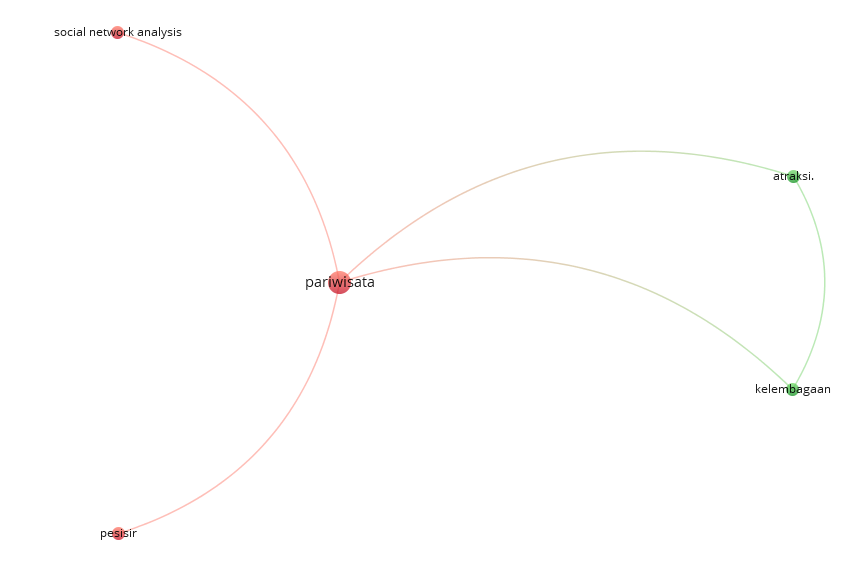 social network analysis
atraksi.
pariwisata
kelembagaan
pesisir